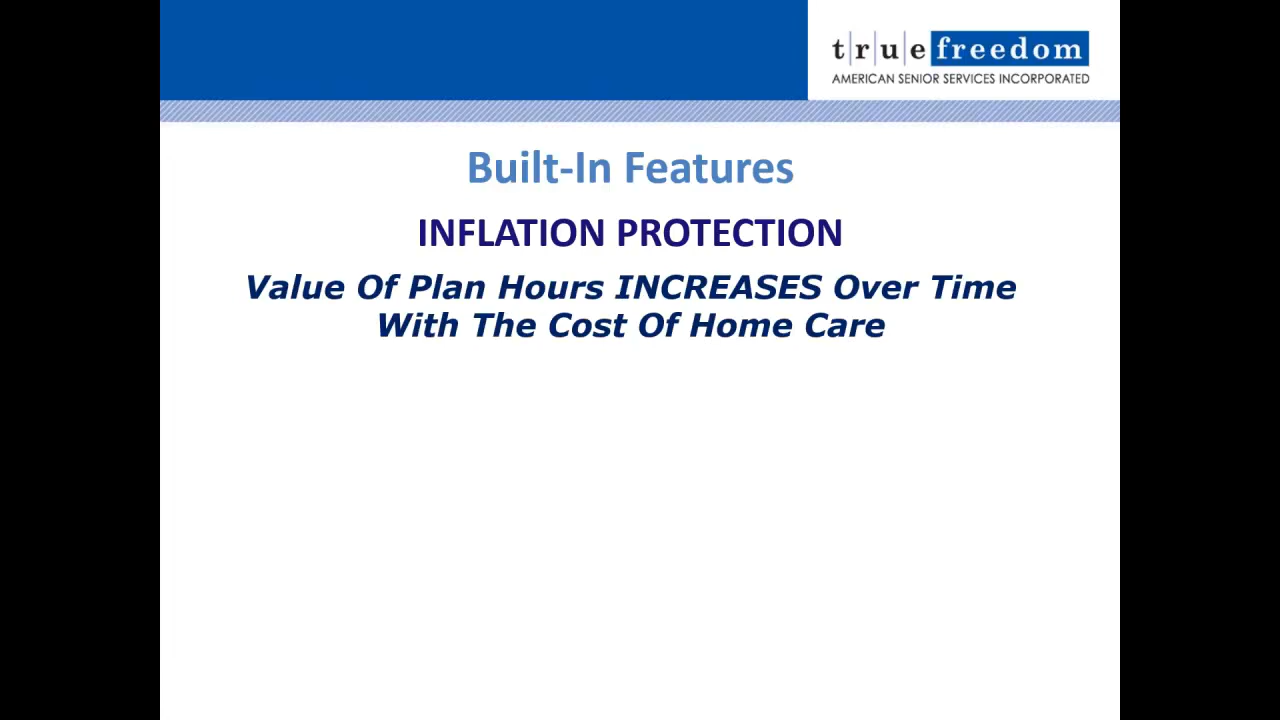 t|r|u|e freedom
AMERICAN SENIOR SERVICES INCORPORATED
Built-In Features
INFLATION PROTECTION
Value Of Plan Hours INCREASES Over Time
With The Cost Of Home Care